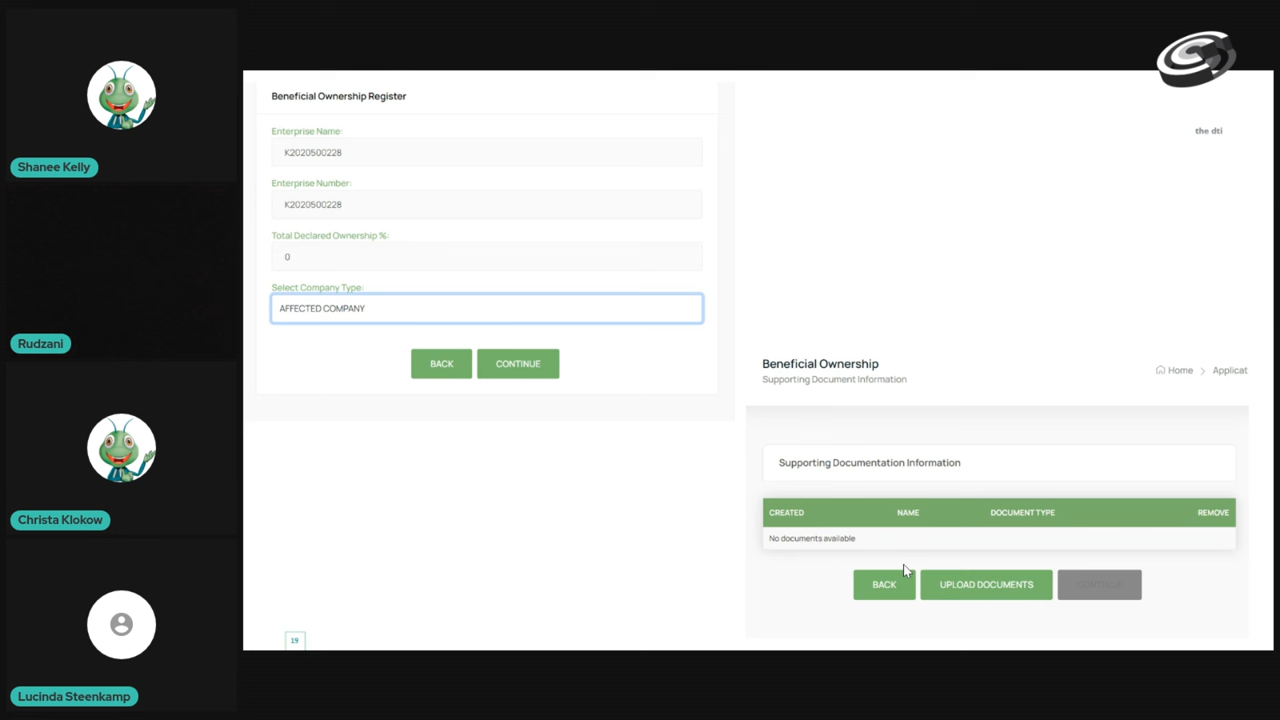 Shanee Kelly
Rudzani
Christa Klokow
Lucinda Steenkamp
Beneficial Ownership Register
Enterprise Name:
K2020500228
Enterprise Number:
K2020500228
Total Declared Ownership %:
0
Select Company Type:
AFFECTED COMPANY
BACK CONTINUE
the dti
Beneficial Ownership
Supporting Document Information
Home > Applicat
Supporting Documentation Information
CREATED NAME DOCUMENT TYPE REMOVE
No documents available
BACK UPLOAD DOCUMENTS CONTINUE
19